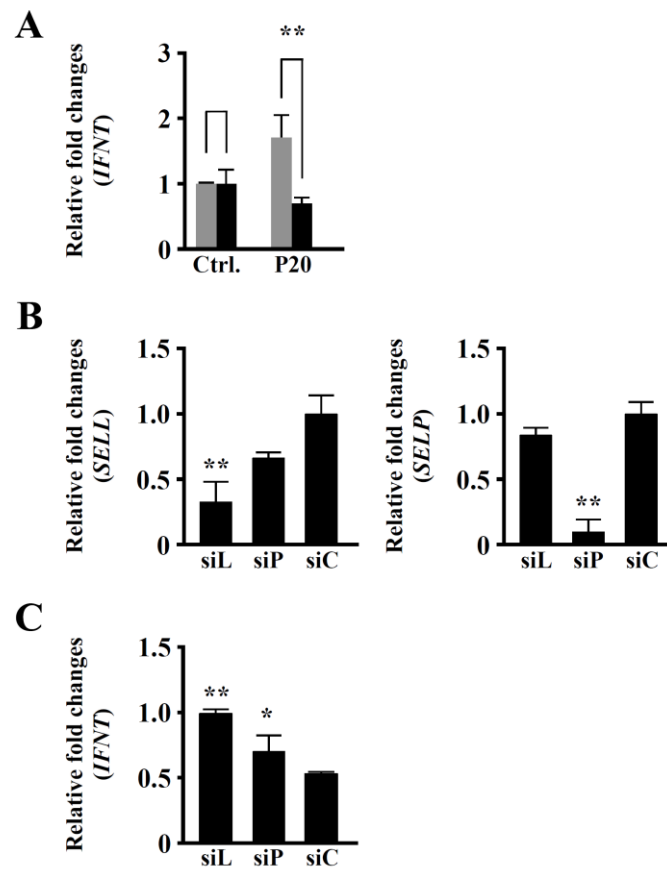 A
Relative fold changes
(IFNT)
3
2
1
0
**
Ctrl.
P20
B
Relative fold changes
(SELL)
1.5
1.0
0.5
0
**
siL
siP
siC
Relative fold changes
(SELP)
1.5
1.0
0.5
0
**
siL
siP
siC
C
Relative fold changes
(IFNT)
1.5
1.0
0.5
0
**
*
siL
siP
siC